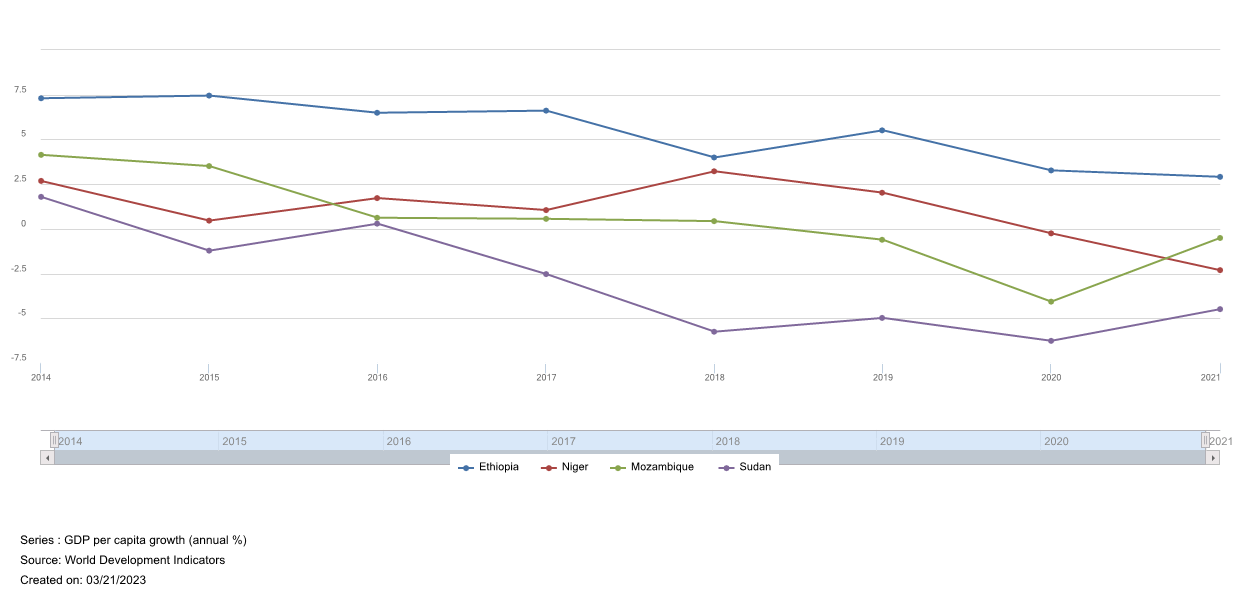 7.5
5
2.5
0
-2.5
-5
-7.5
2014 2015 2016 2017 2018 2019 2020 2021
2014 2015 2016 2017 2018 2019 2020 2021
Ethiopia Niger Mozambique Sudan
Series : GDP per capita growth (annual %)
Source: World Development Indicators
Created on: 03/21/2023